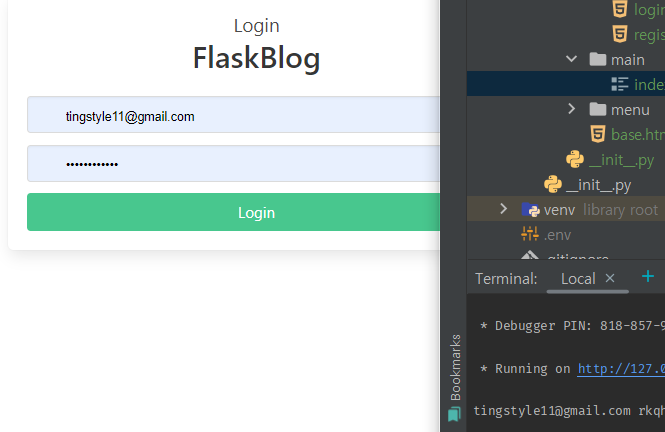 Login
FlaskBlog
tingstyle11@gmail.com
••••••••••••
Login
login
regis
main
index
menu
base.htm
__init__.py
__init__.py
venv library root
.env
.gitignore
Terminal: Local × +
* Debugger PIN: 818-857-9
* Running on http://127.0
tingstyle11@gmail.com rkqh
Bookmarks